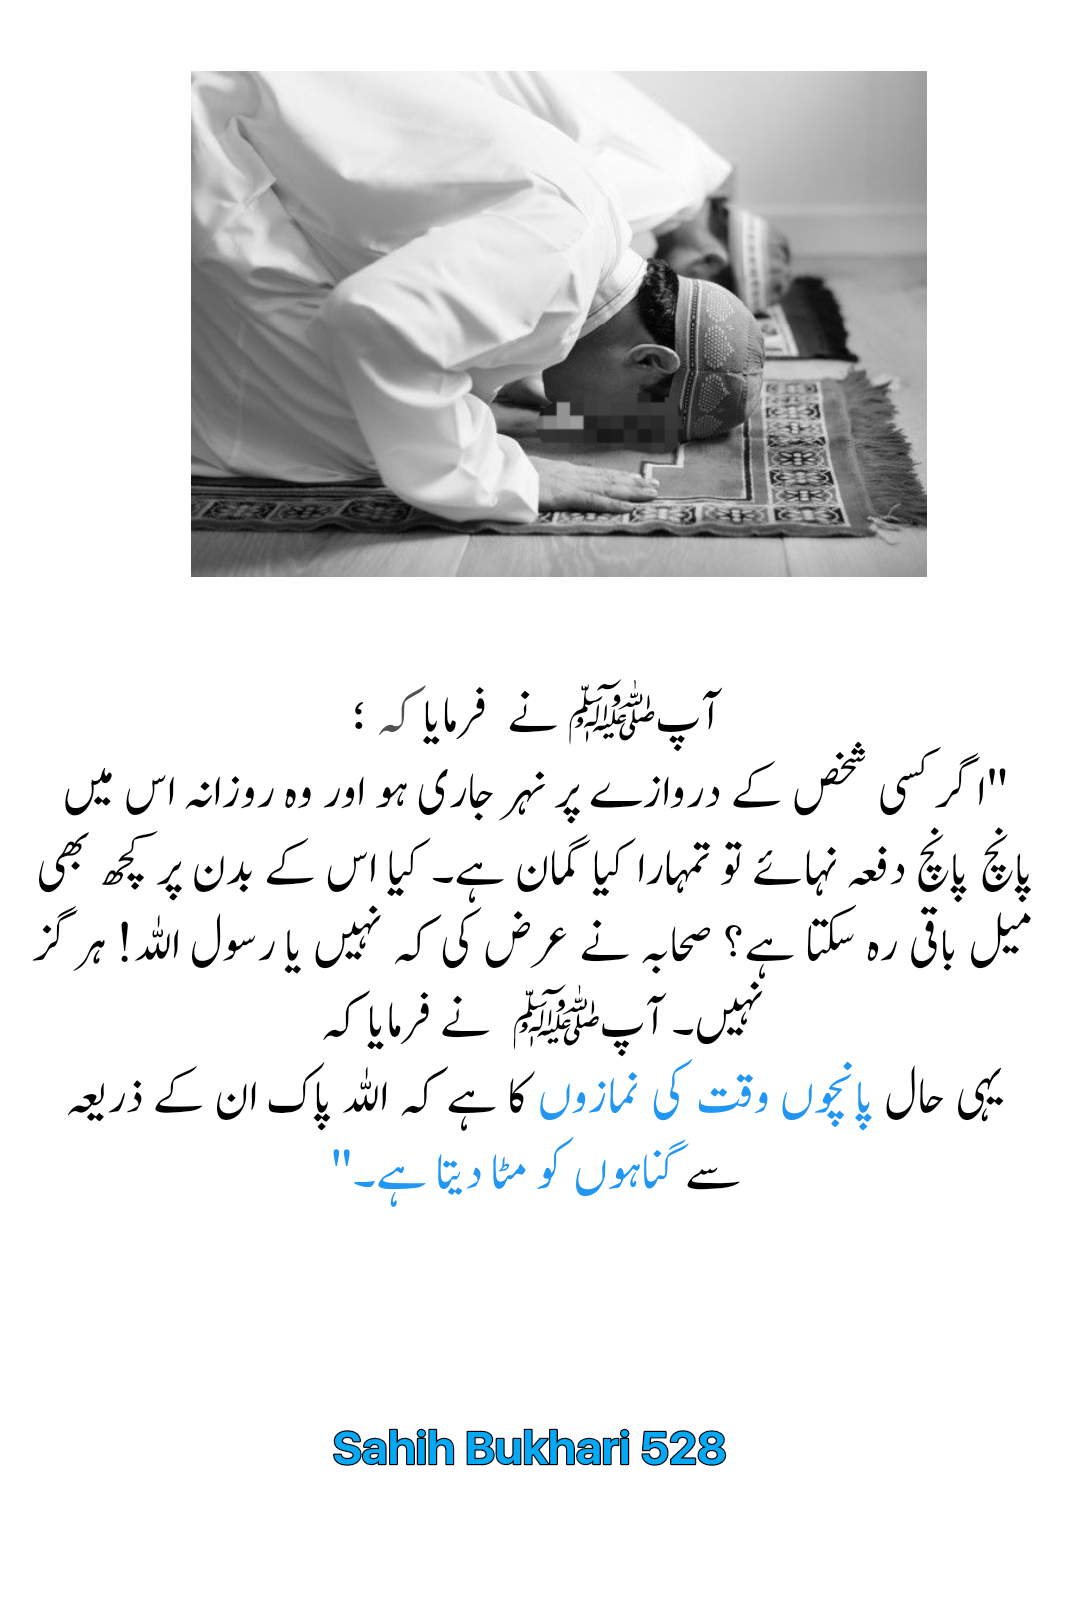 آپﷺ نے فرمایا کہ ؛
"اگر کسی شخص کے دروازے پر نہر جاری ہو اور وہ روزانہ اس میں
پانچ پانچ دفعہ نہائے تو تمہارا کیا گمان ہے۔ کیا اس کے بدن پر کچھ بھی
میل باقی رہ سکتا ہے؟ صحابہ نے عرض کی کہ نہیں یا رسول اللہ! ہر گز
نہیں۔ آپﷺ نے فرمایا کہ
یہی حال پانچوں وقت کی نمازوں کا ہے کہ اللہ پاک ان کے ذریعہ
سے گناہوں کو مٹا دیتا ہے۔"
Sahih Bukhari 528